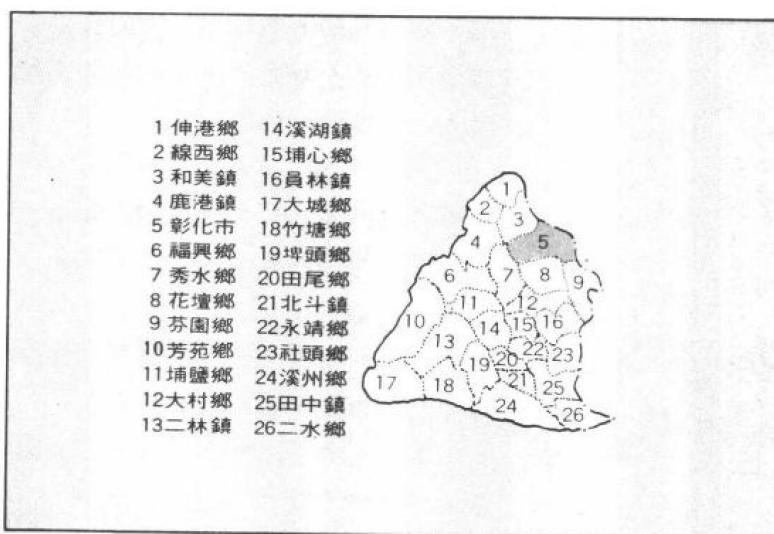 1 伸港鄉
2 線西鄉
3 和美鎮
4 鹿港鎮
5 彰化市
6 福興鄉
7 秀水鄉
8 花壇鄉
9 芬園鄉
10 芳苑鄉
11 埔鹽鄉
12 大村鄉
13 二林鎮
14 溪湖鎮
15 埔心鄉
16 員林鎮
17 大城鄉
18 竹塘鄉
19 埤頭鄉
20 田尾鄉
21 北斗鎮
22 永靖鄉
23 社頭鄉
24 溪州鄉
25 田中鎮
26 二水鄉
1
2
3
4
5
6
7
8
9
10
11
12
13
14
15
16
17
18
19
20
21
22
23
24
25
26